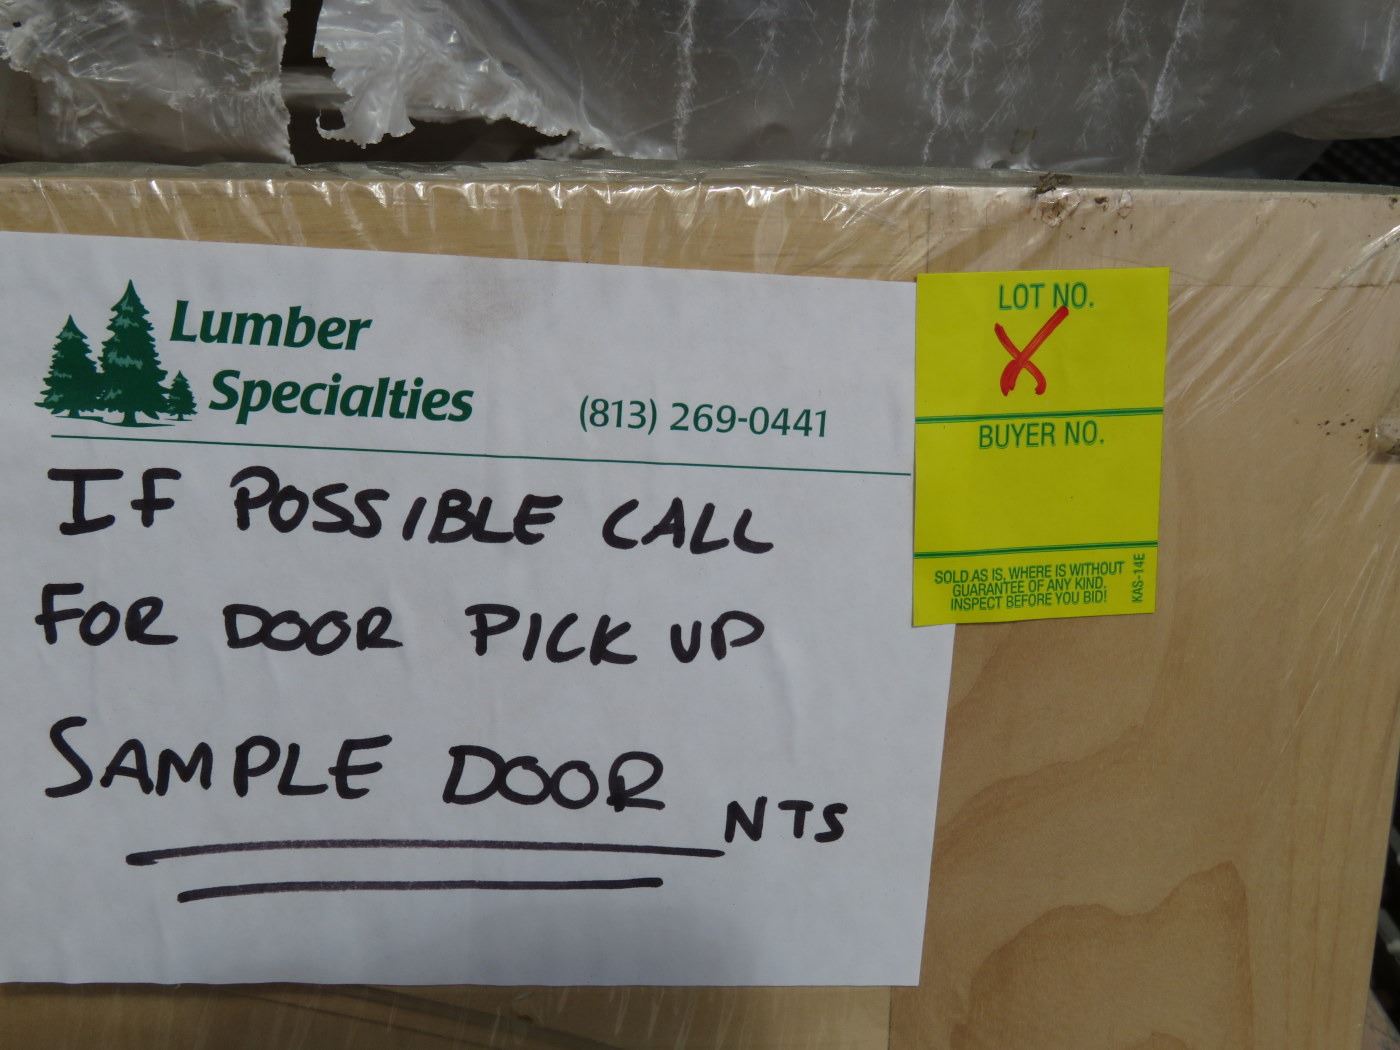 Lumber
Specialties
(813) 269-0441
IF POSSIBLE CALL
FOR DOOR PICK UP
SAMPLE DOOR
NTS
LOT NO.
X
BUYER NO.
SOLD AS IS, WHERE IS WITHOUT
GUARANTEE OF ANY KIND.
INSPECT BEFORE YOU BID!
KAS-14E